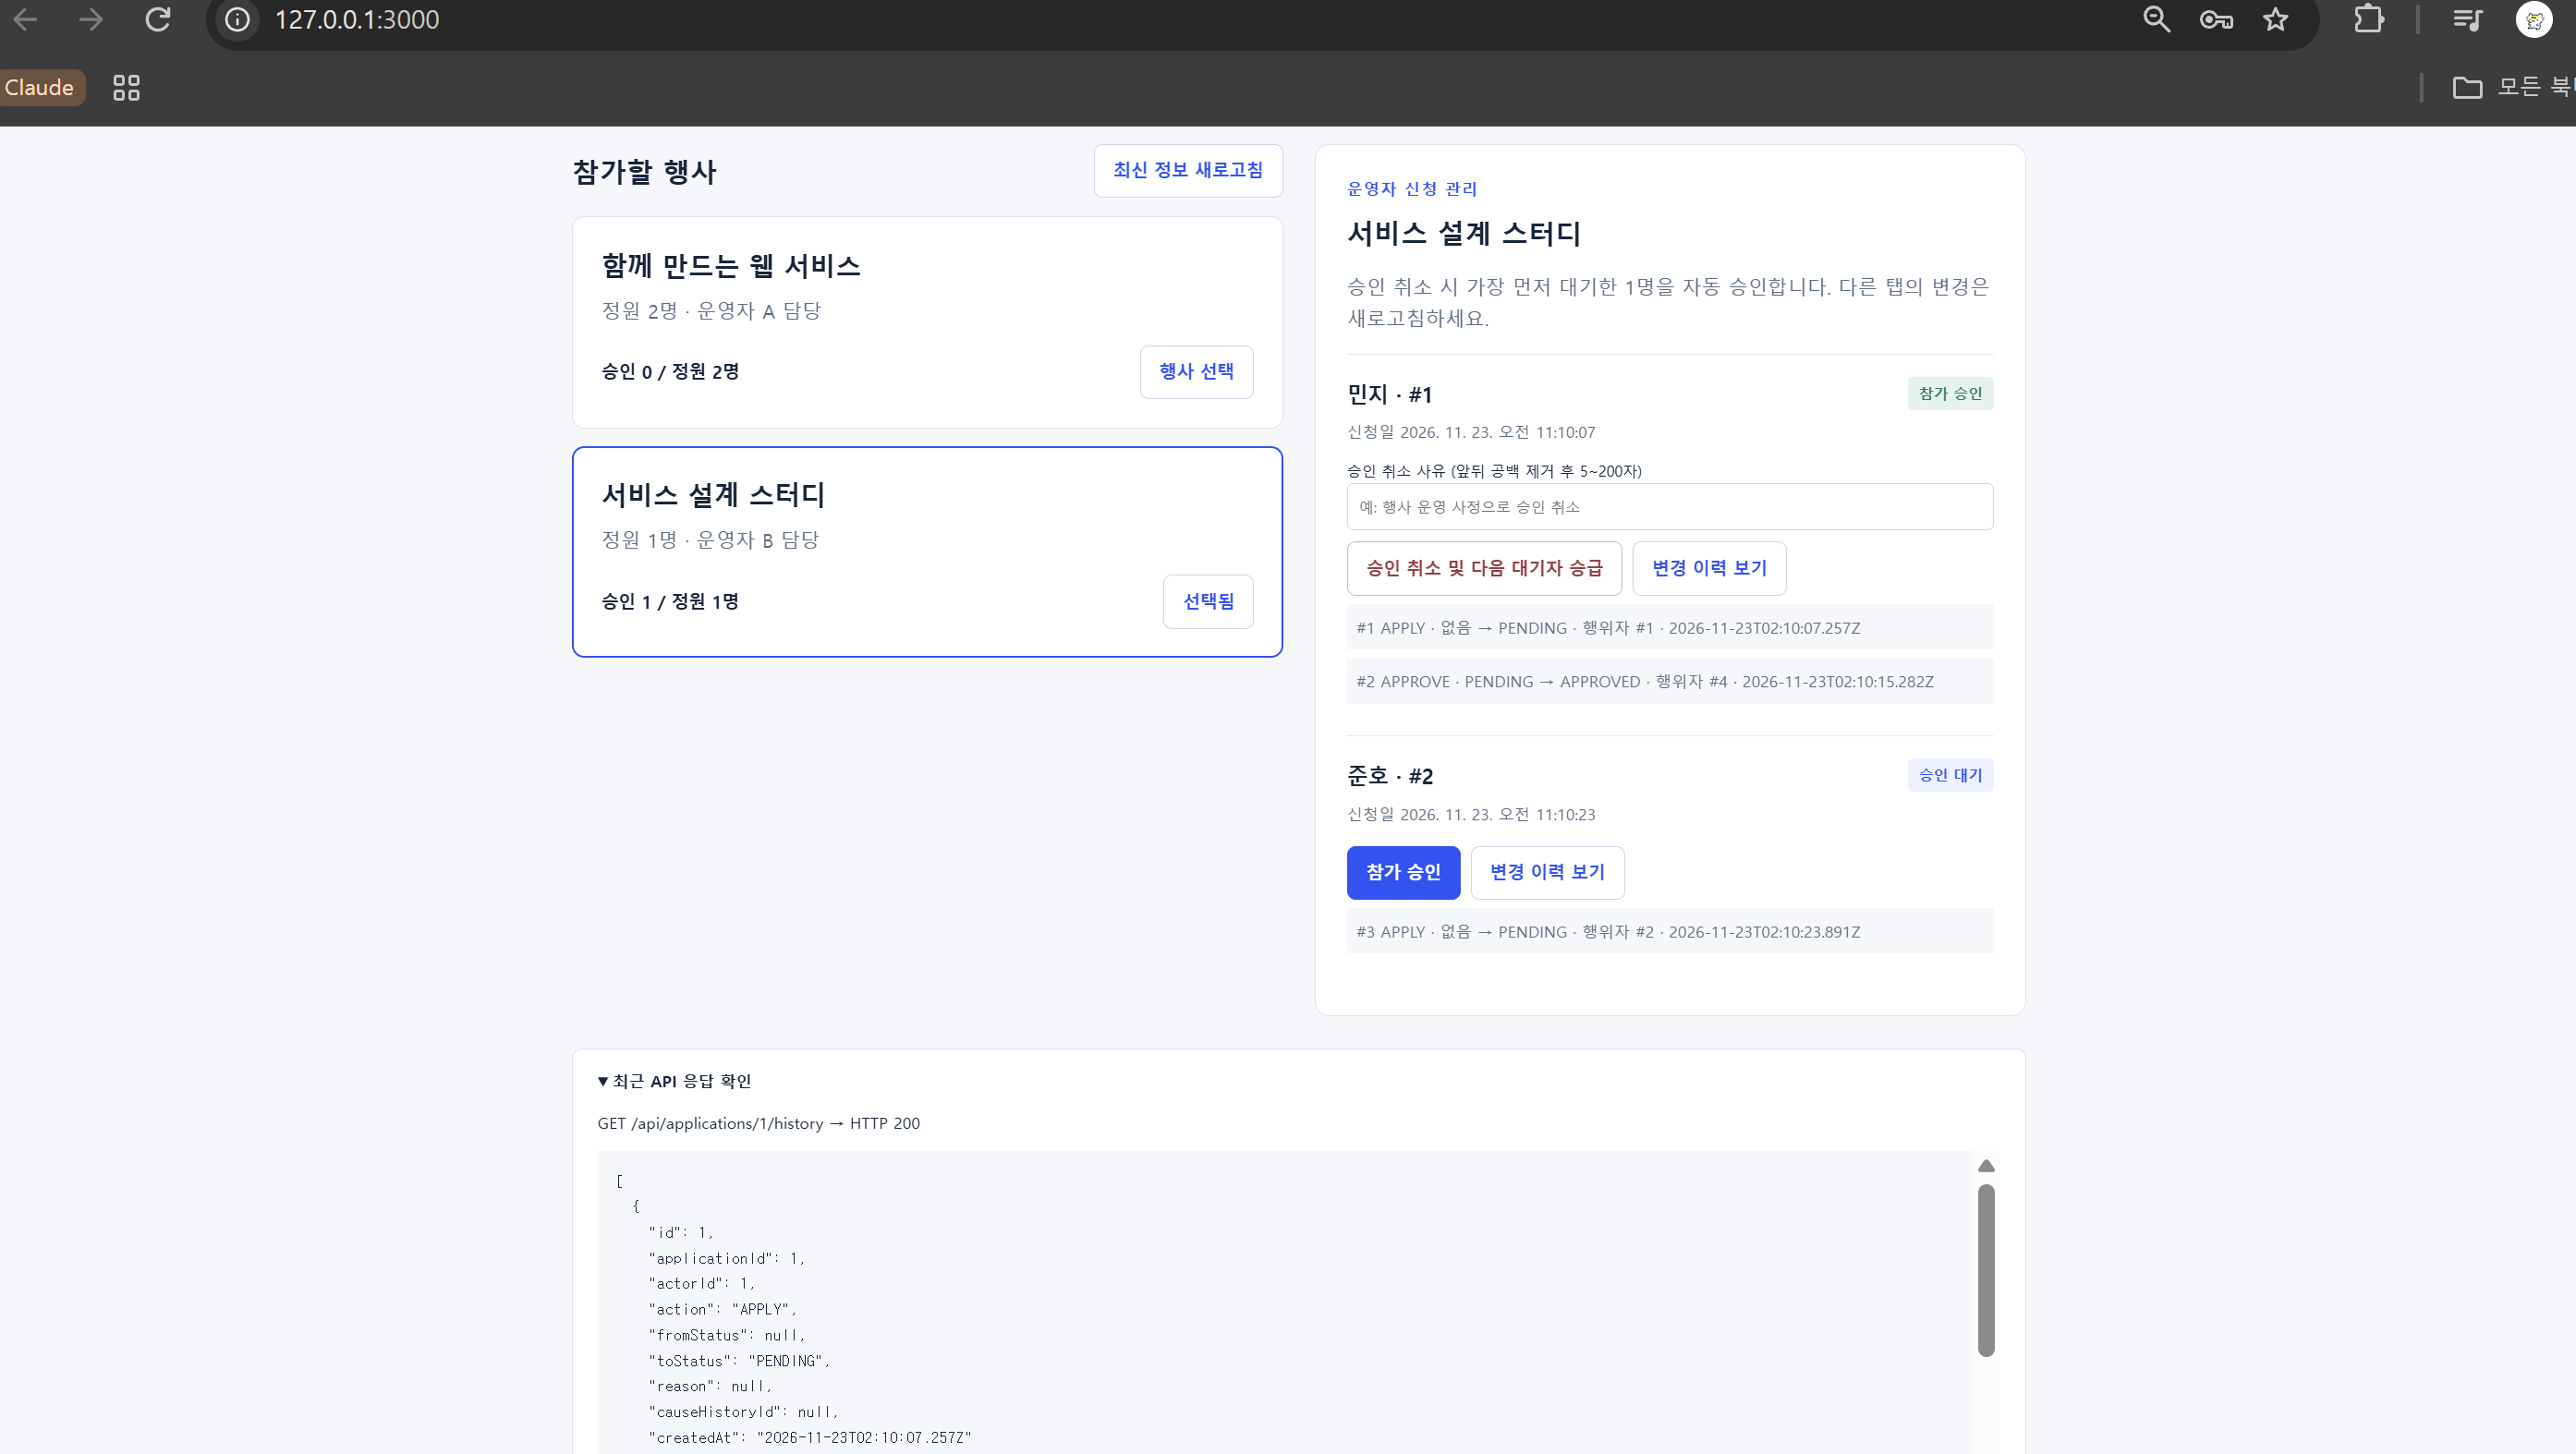 127.0.0.1:3000
Claude
모든 북
참가할 행사
최신 정보 새로고침
함께 만드는 웹 서비스
정원 2명 · 운영자 A 담당
승인 0 / 정원 2명
행사 선택
서비스 설계 스터디
정원 1명 · 운영자 B 담당
승인 1 / 정원 1명
선택됨
운영자 신청 관리
서비스 설계 스터디
승인 취소 시 가장 먼저 대기한 1명을 자동 승인합니다. 다른 탭의 변경은
새로고침하세요.
민지 · #1
참가 승인
신청일 2026. 11. 23. 오전 11:10:07
승인 취소 사유 (앞뒤 공백 제거 후 5~200자)
예: 행사 운영 사정으로 승인 취소
승인 취소 및 다음 대기자 승급
변경 이력 보기
#1 APPLY · 없음 → PENDING · 행위자 #1 · 2026-11-23T02:10:07.257Z
#2 APPROVE · PENDING → APPROVED · 행위자 #4 · 2026-11-23T02:10:15.282Z
준호 · #2
승인 대기
신청일 2026. 11. 23. 오전 11:10:23
참가 승인
변경 이력 보기
#3 APPLY · 없음 → PENDING · 행위자 #2 · 2026-11-23T02:10:23.891Z
▼ 최근 API 응답 확인
GET /api/applications/1/history → HTTP 200
[
{
"id": 1,
"applicationId": 1,
"actorId": 1,
"action": "APPLY",
"fromStatus": null,
"toStatus": "PENDING",
"reason": null,
"causeHistoryId": null,
"createdAt": "2026-11-23T02:10:07.257Z"